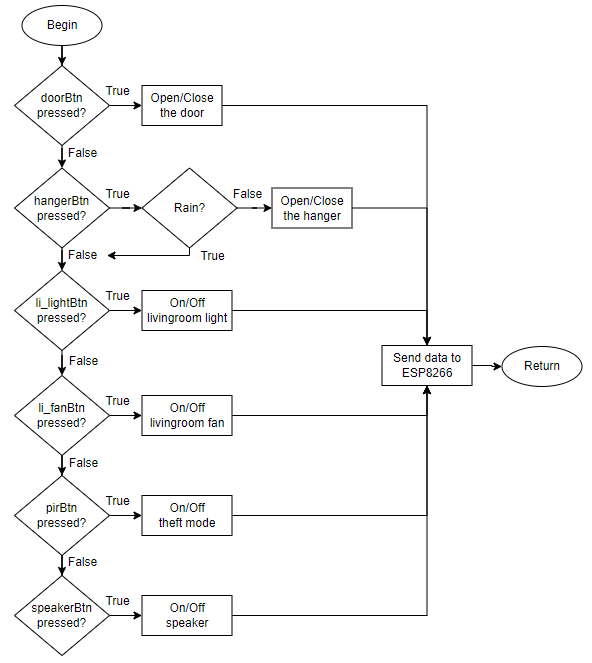 Begin
doorBtn
pressed?
True
Open/Close
the door
False
hangerBtn
pressed?
True
Rain?
False
Open/Close
the hanger
False
True
li_lightBtn
pressed?
True
On/Off
livingroom light
Send data to
ESP8266
Return
False
li_fanBtn
pressed?
True
On/Off
livingroom fan
False
pirBtn
pressed?
True
On/Off
theft mode
False
speakerBtn
pressed?
True
On/Off
speaker